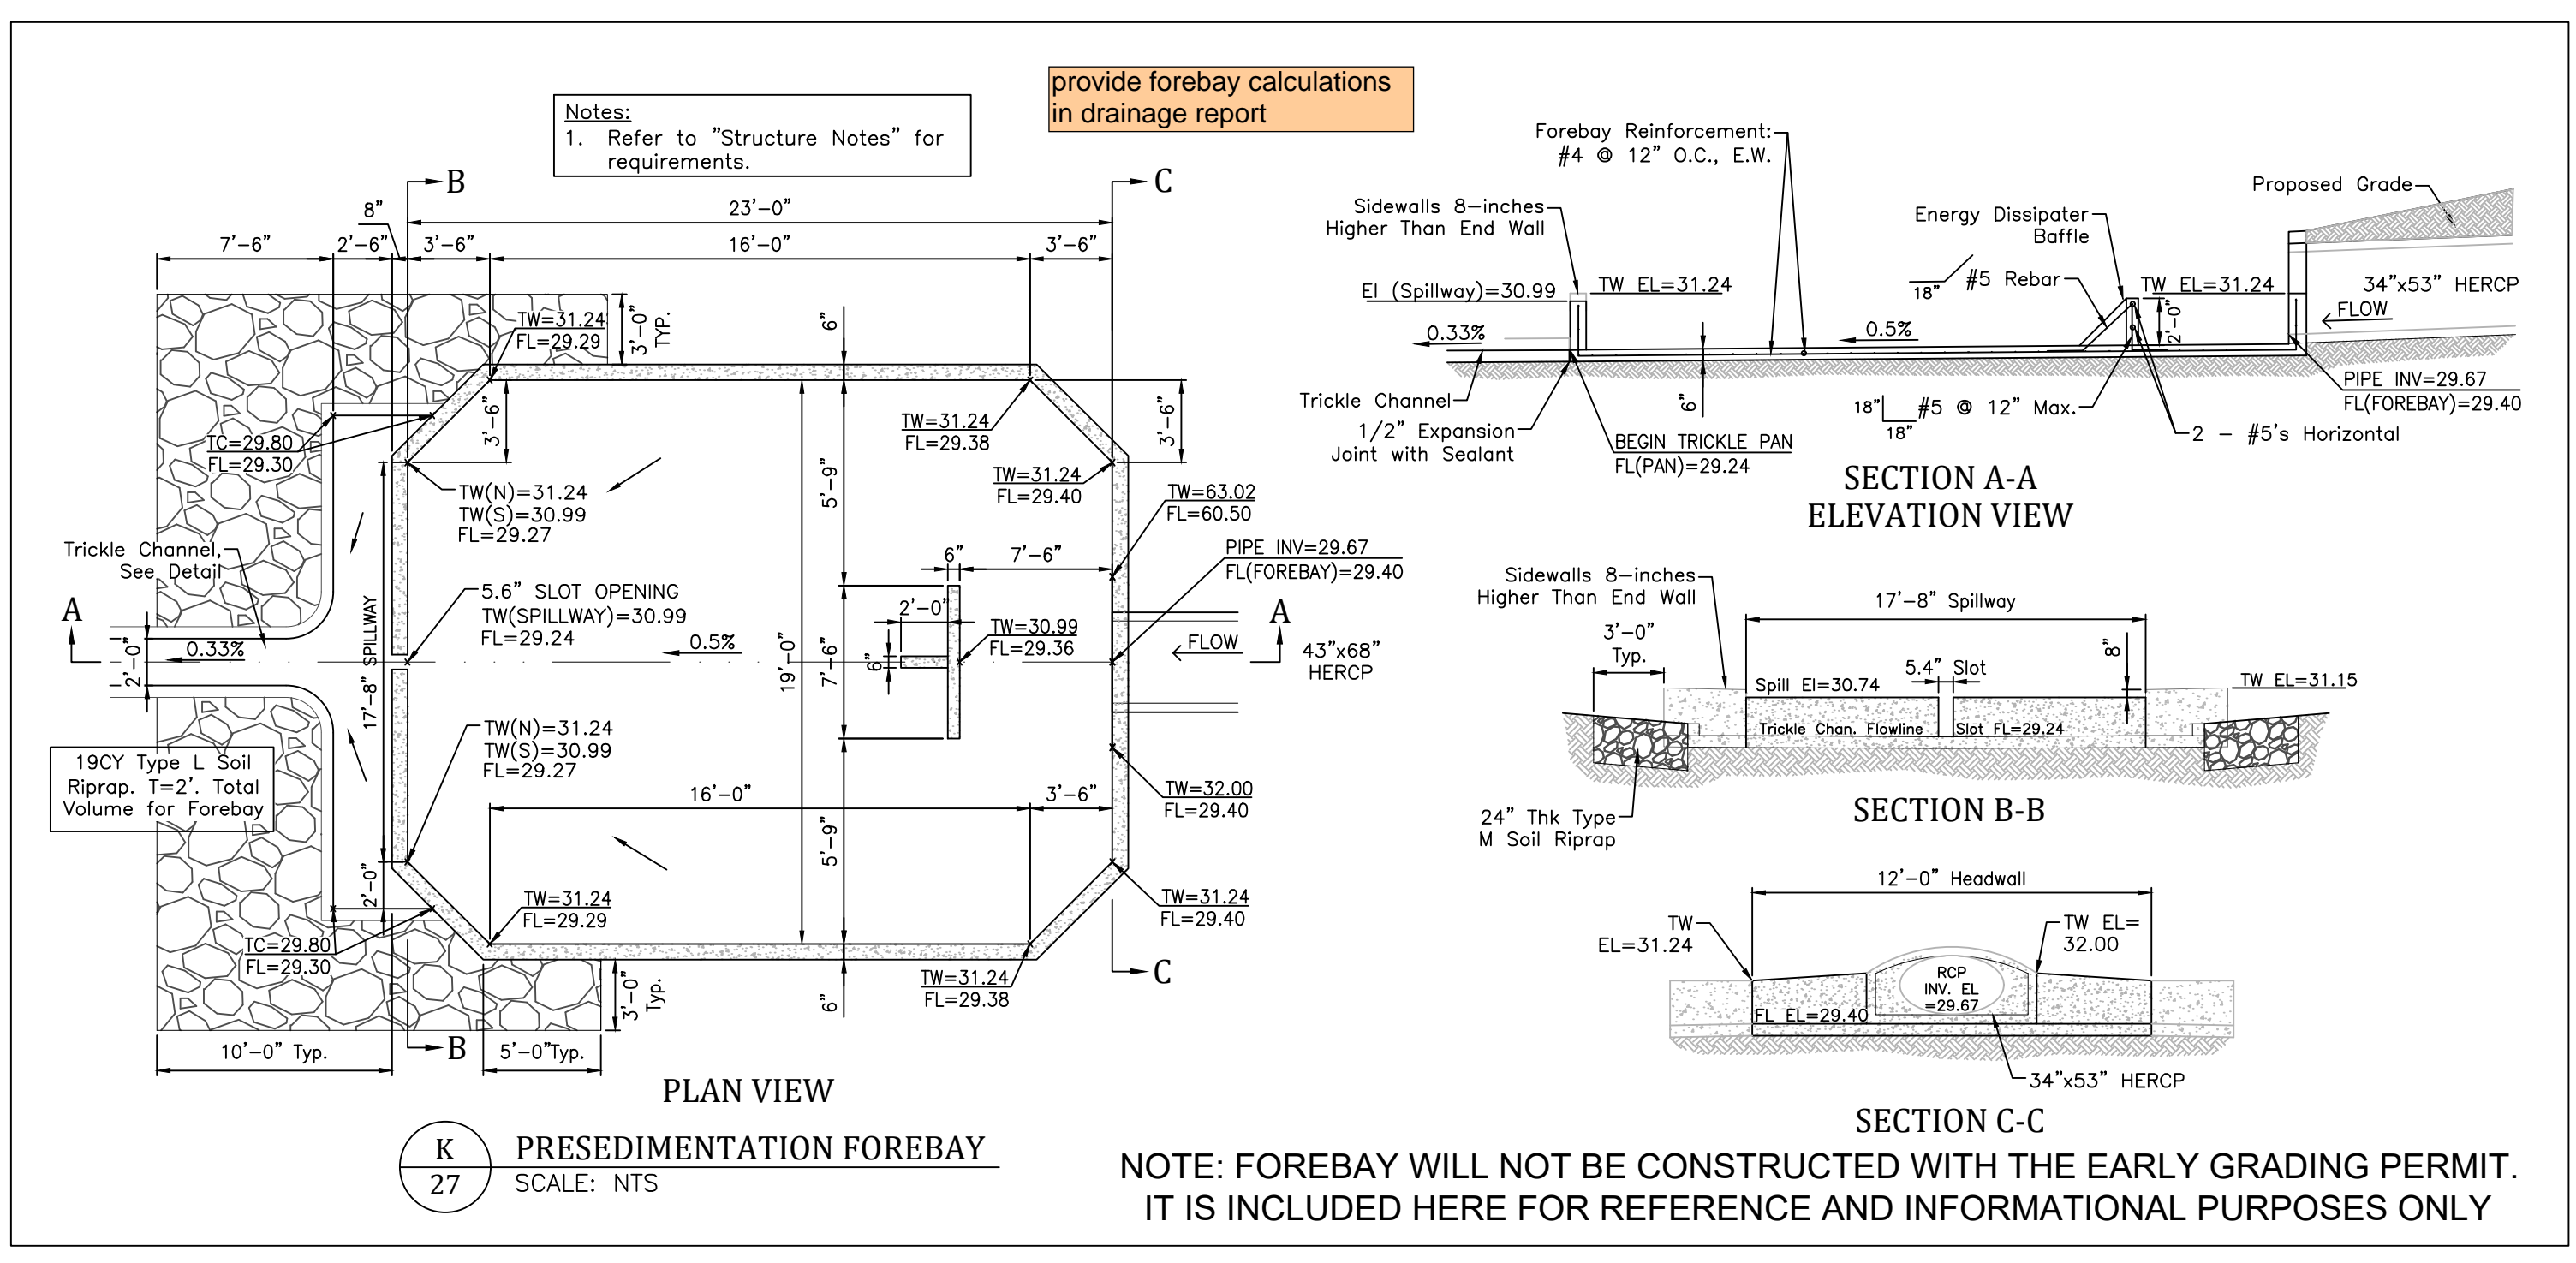 provide forebay calculations
in drainage report
Notes:
1. Refer to "Structure Notes" for
requirements.
B
C
8"
23'-0"
7'-6"
2'-6"
3'-6"
16'-0"
3'-6"
TW=31.24
FL=29.29
3'-0"
TYP.
6"
3'-6"
TW=31.24
FL=29.38
3'-6"
TC=29.80
FL=29.30
TW(N)=31.24
TW(S)=30.99
FL=29.27
5'-9"
TW=31.24
FL=29.40
TW=63.02
FL=60.50
Trickle Channel,
See Detail
6"
7'-6"
PIPE INV=29.67
FL(FOREBAY)=29.40
A
5.6" SLOT OPENING
TW(SPILLWAY)=30.99
FL=29.24
2'-0"
TW=30.99
FL=29.36
A
0.33%
0.5%
6"
FLOW
43"x68"
HERCP
2'-0"
17'-8" SPILLWAY
19'-0"
7'-6"
TW(N)=31.24
TW(S)=30.99
FL=29.27
19CY Type L Soil
Riprap. T=2'. Total
Volume for Forebay
16'-0"
3'-6"
TW=32.00
FL=29.40
5'-9"
2'-0"
TW=31.24
FL=29.29
TW=31.24
FL=29.40
TC=29.80
FL=29.30
3'-0"
Typ.
6"
TW=31.24
FL=29.38
C
10'-0" Typ.
B
5'-0"Typ.
PLAN VIEW
K
27
PRESEDIMENTATION FOREBAY
SCALE: NTS
Forebay Reinforcement:
#4 @ 12" O.C., E.W.
Proposed Grade
Sidewalls 8-inches
Higher Than End Wall
Energy Dissipater
Baffle
El (Spillway)=30.99
TW EL=31.24
18"
#5 Rebar
TW EL=31.24
34"x53" HERCP
0.33%
0.5%
2'-0"
FLOW
Trickle Channel
6"
18"
18"
#5 @ 12" Max.
PIPE INV=29.67
FL(FOREBAY)=29.40
1/2" Expansion
Joint with Sealant
BEGIN TRICKLE PAN
FL(PAN)=29.24
2 - #5's Horizontal
SECTION A-A
ELEVATION VIEW
Sidewalls 8-inches
Higher Than End Wall
17'-8" Spillway
3'-0"
Typ.
5.4" Slot
8"
Spill El=30.74
TW EL=31.15
Trickle Chan. Flowline
Slot FL=29.24
24" Thk Type
M Soil Riprap
SECTION B-B
12'-0" Headwall
TW
EL=31.24
TW EL=
32.00
RCP
INV. EL
=29.67
FL EL=29.40
34"x53" HERCP
SECTION C-C
NOTE: FOREBAY WILL NOT BE CONSTRUCTED WITH THE EARLY GRADING PERMIT.
IT IS INCLUDED HERE FOR REFERENCE AND INFORMATIONAL PURPOSES ONLY